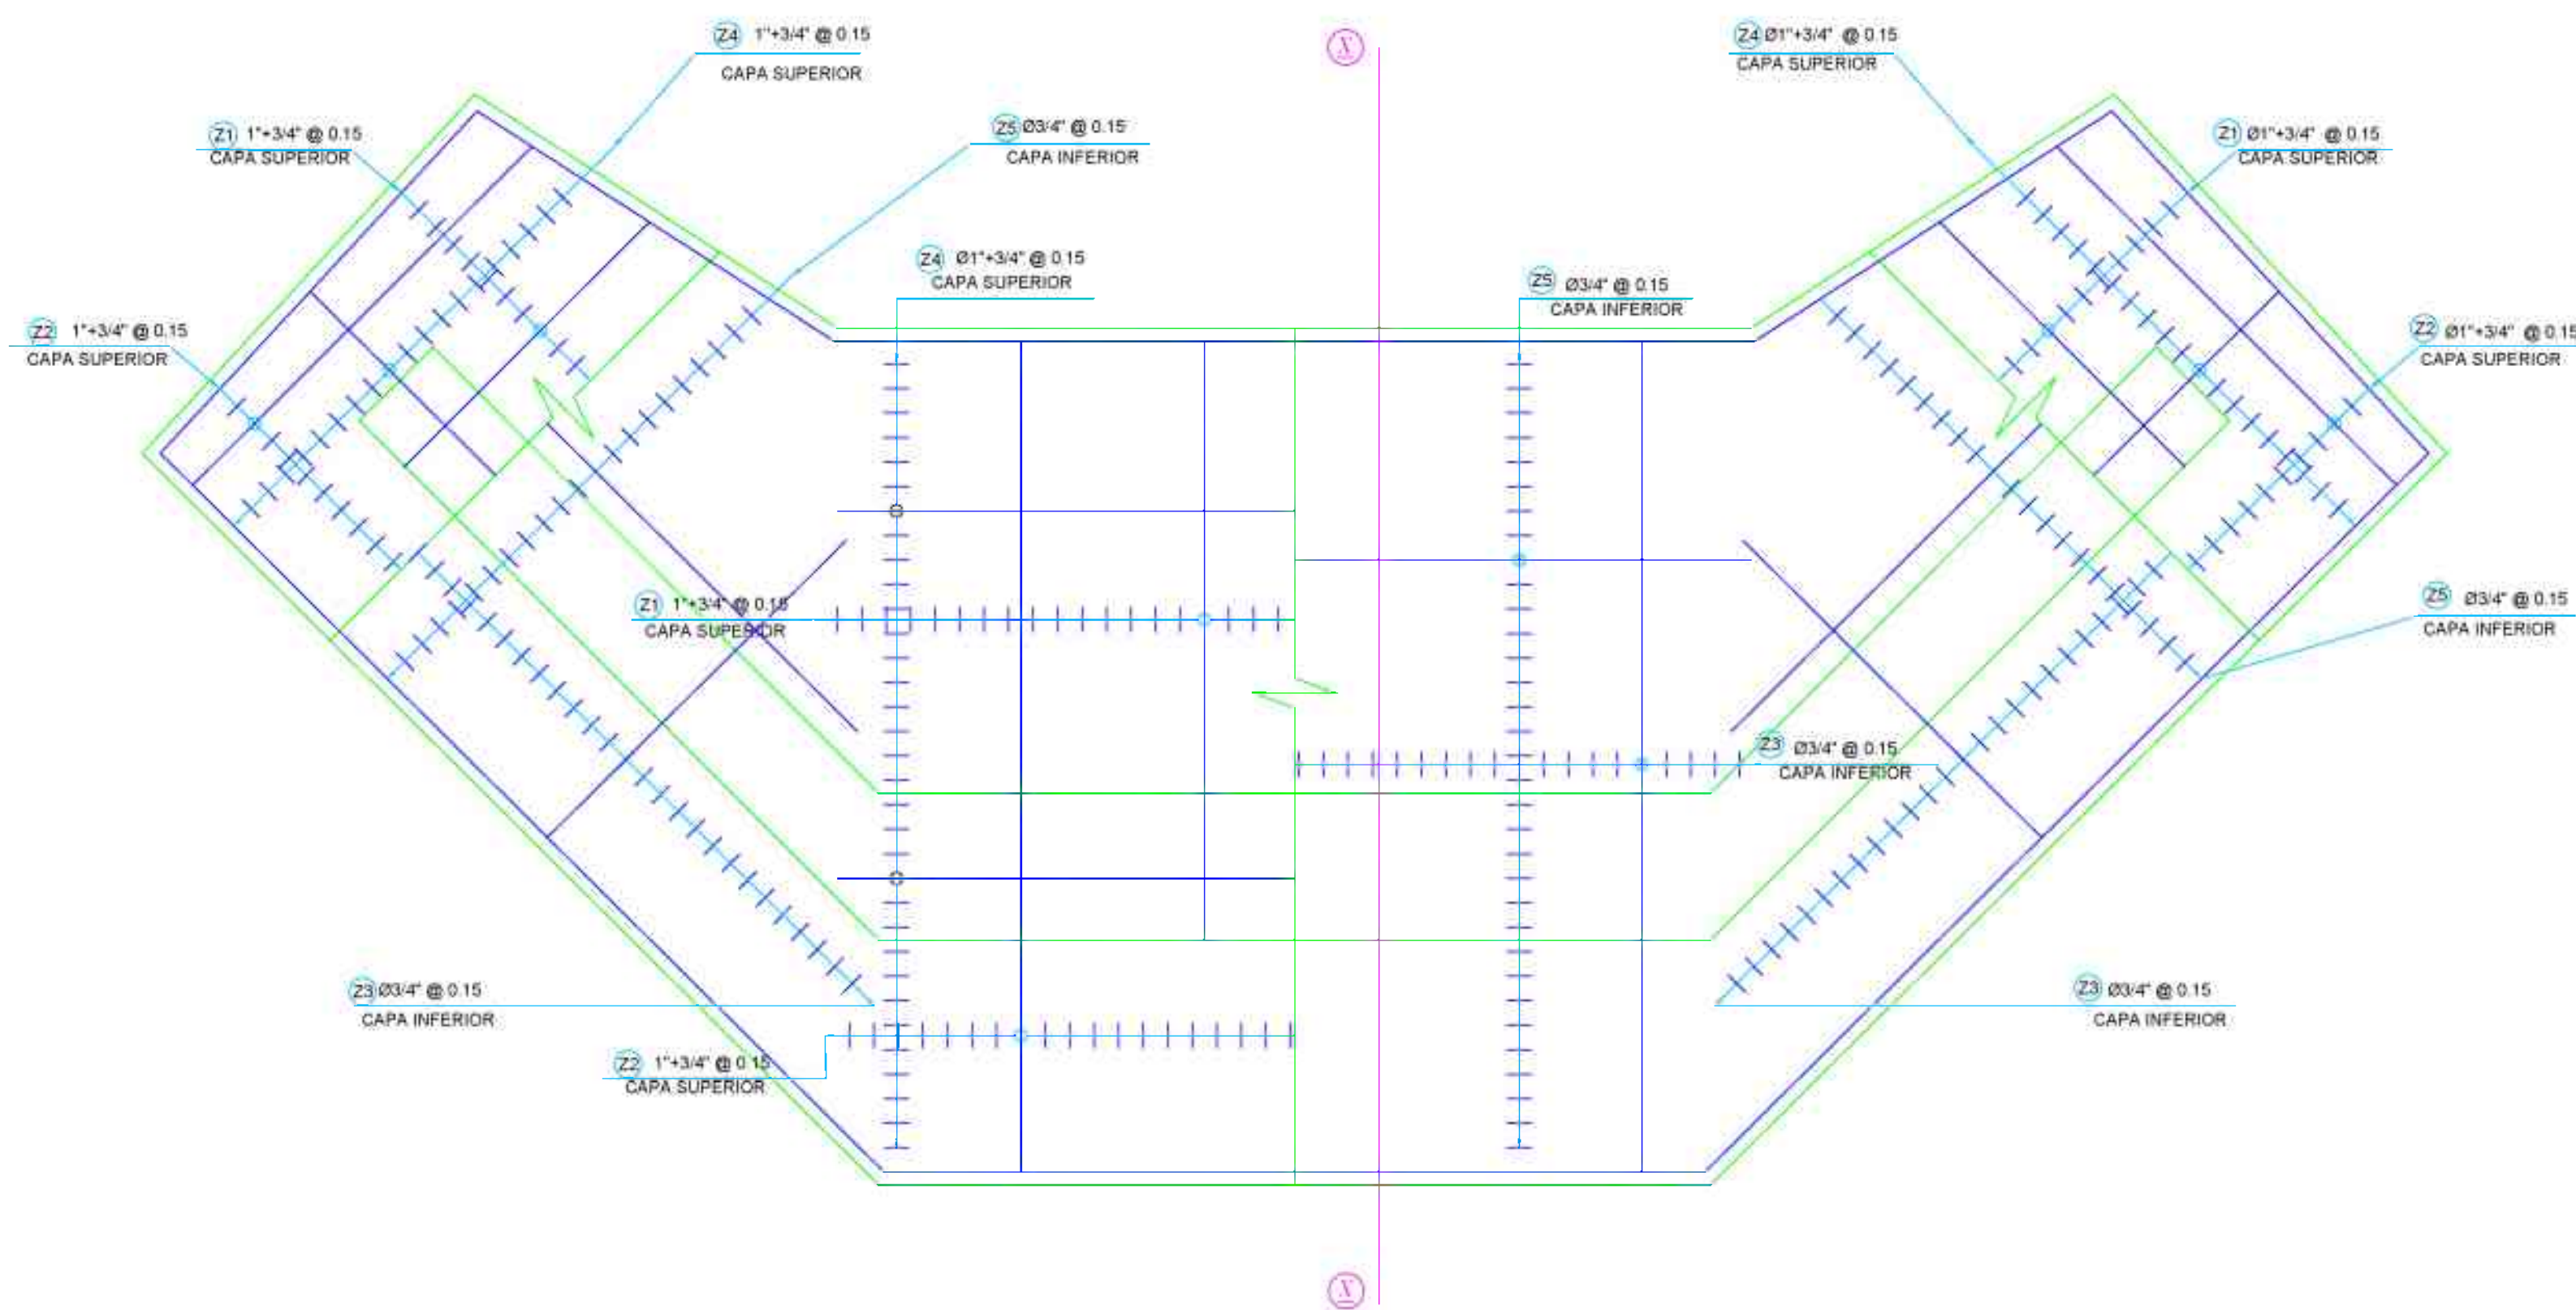 Z4 1"+3/4" @ 0.15
CAPA SUPERIOR
X
Z4 Ø1"+3/4" @ 0.15
CAPA SUPERIOR
Z1 1"+3/4" @ 0.15
CAPA SUPERIOR
Z5 Ø3/4" @ 0.15
CAPA INFERIOR
Z1 Ø1"+3/4" @ 0.15
CAPA SUPERIOR
Z4 Ø1"+3/4" @ 0.15
CAPA SUPERIOR
Z5 Ø3/4" @ 0.15
CAPA INFERIOR
Z2 1"+3/4" @ 0.15
CAPA SUPERIOR
Z2 Ø1"+3/4" @ 0.15
CAPA SUPERIOR
Z1 1"+3/4" @ 0.15
CAPA SUPERIOR
Z5 Ø3/4" @ 0.15
CAPA INFERIOR
Z3 Ø3/4" @ 0.15
CAPA INFERIOR
Z3 Ø3/4" @ 0.15
CAPA INFERIOR
Z3 Ø3/4" @ 0.15
CAPA INFERIOR
Z2 1"+3/4" @ 0.15
CAPA SUPERIOR
X